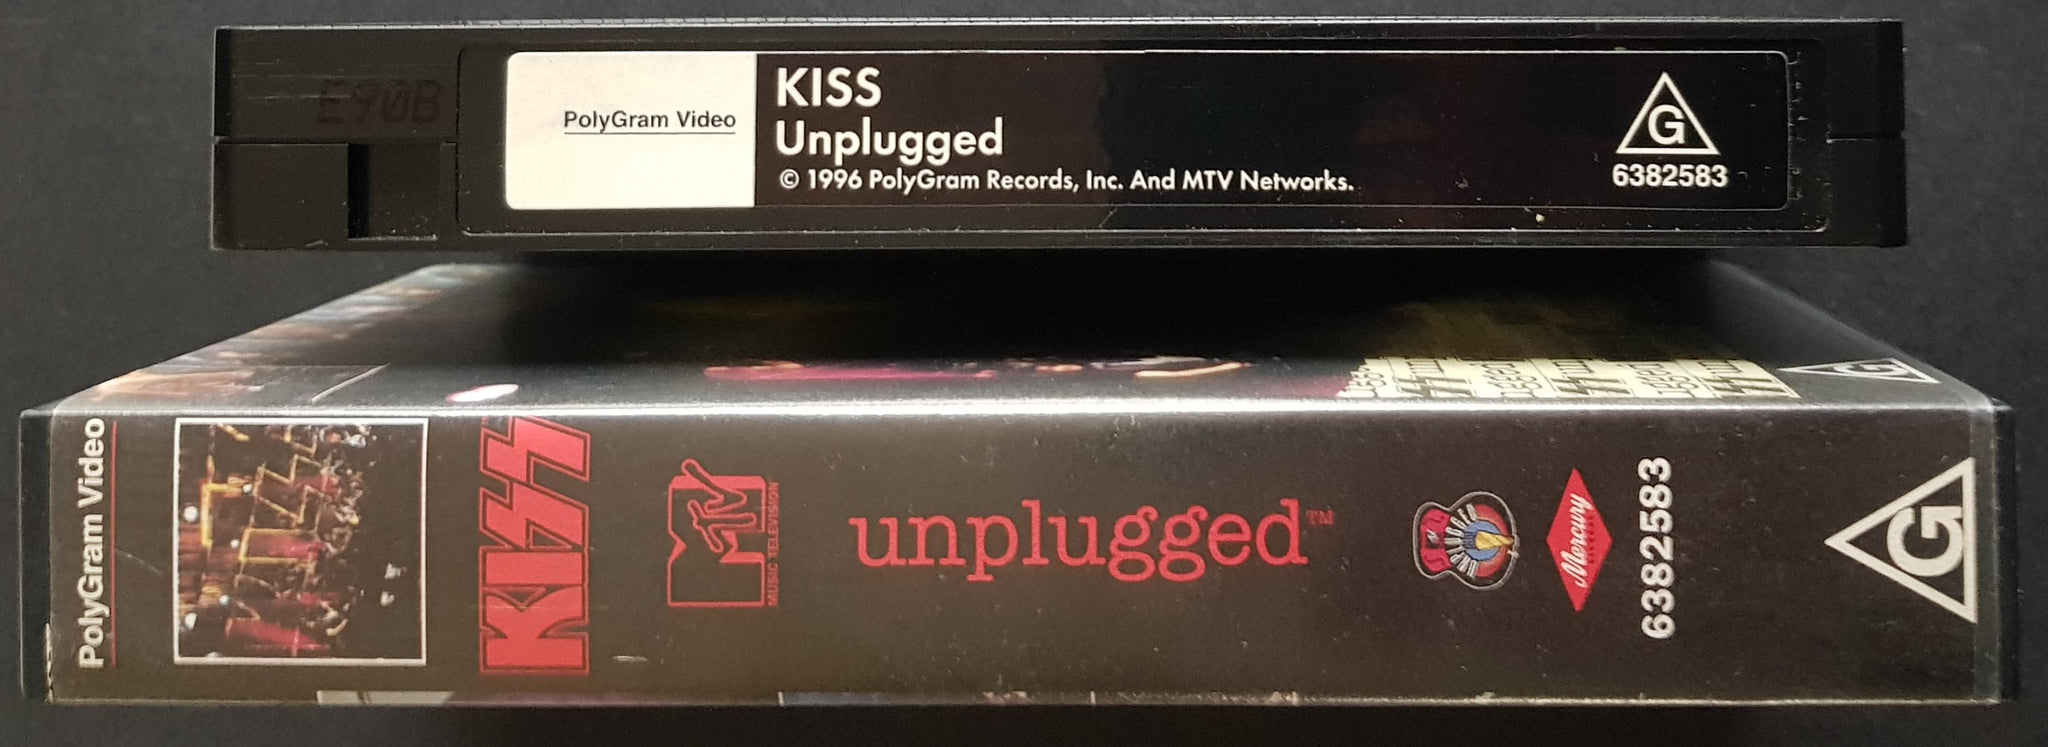 E90B
PolyGram Video
KISS
Unplugged
© 1996 PolyGram Records, Inc. And MTV Networks.
G
6382583
G
PolyGram Video
KISS
MTV
MUSIC TELEVISION
unplugged™
UNPLUGGED
Mercury
6382583
G